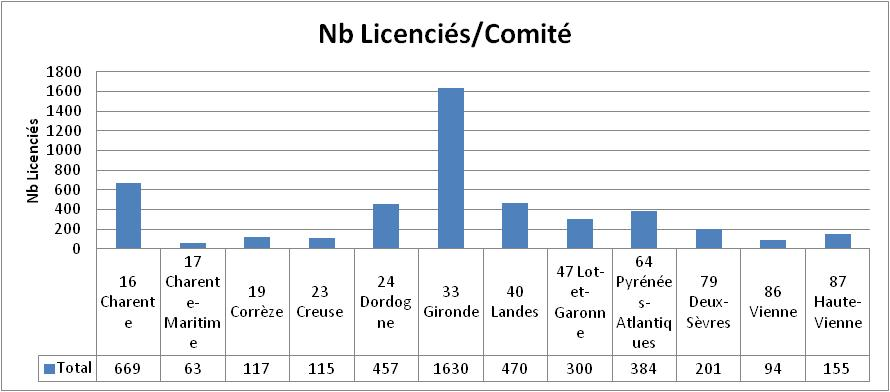 Nb Licenciés/Comité
Nb Licenciés
1800
1600
1400
1200
1000
800
600
400
200
0
16
Charent
e
17
Charent
e-
Maritim
e
19
Corrèze
23
Creuse
24
Dordog
ne
33
Gironde
40
Landes
47 Lot-
et-
Garonn
e
64
Pyrénée
s-
Atlantiq
ues
79
Deux-
Sèvres
86
Vienne
87
Haute-
Vienne
Total 669 63 117 115 457 1630 470 300 384 201 94 155